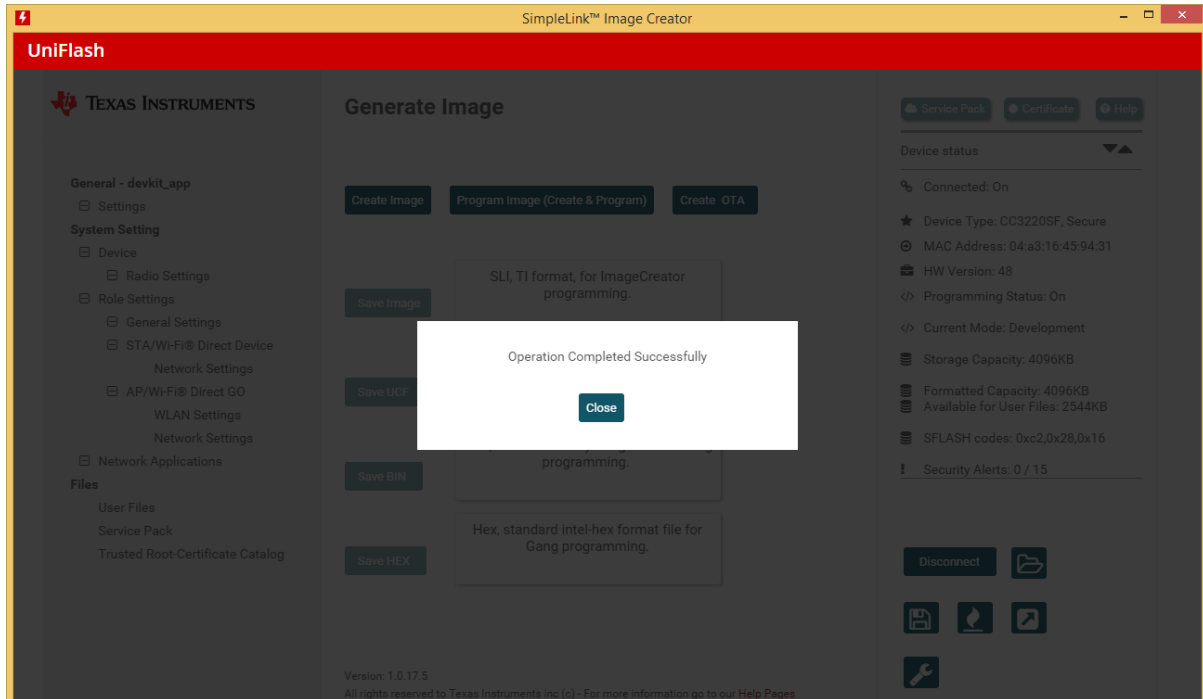 SimpleLink™ Image Creator
UniFlash
TEXAS INSTRUMENTS
Generate Image
Service Pack
Certificate
Help
Device status
General - devkit_app
Settings
System Setting
Device
Radio Settings
Role Settings
General Settings
STA/Wi-Fi® Direct Device
Network Settings
AP/Wi-Fi® Direct GO
WLAN Settings
Network Settings
Network Applications
Files
User Files
Service Pack
Trusted Root-Certificate Catalog
Create Image
Program Image (Create & Program)
Create OTA
Save Image
SLI, TI format, for ImageCreator
programming.
Save UCF
Save BIN
programming.
Save HEX
Hex, standard intel-hex format file for
Gang programming.
Operation Completed Successfully
Close
Connected: On
Device Type: CC3220SF, Secure
MAC Address: 04:a3:16:45:94:31
HW Version: 48
Programming Status: On
Current Mode: Development
Storage Capacity: 4096KB
Formatted Capacity: 4096KB
Available for User Files: 2544KB
SFLASH codes: 0xc2,0x28,0x16
Security Alerts: 0 / 15
Disconnect
Version: 1.0.17.5
All rights reserved to Texas Instruments inc (c) - For more information go to our Help Pages